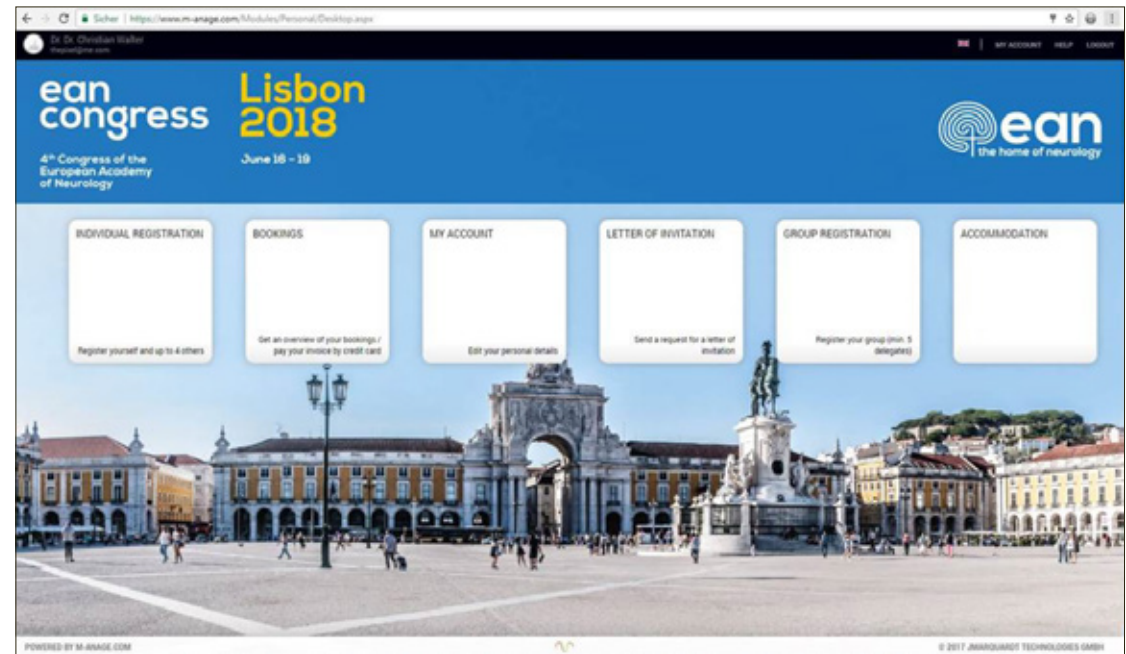 Sicher | https://www.m-anage.com/Modules/Personal/Desktop.aspx
Dr. Dr. Christian Waller
thepixel@me.com
MY ACCOUNT HELP LOGOUT
ean
congress
4th Congress of the
European Academy
of Neurology
Lisbon
2018
June 16 – 19
ean
the home of neurology
INDIVIDUAL REGISTRATION
Register yourself and up to 4 others
BOOKINGS
Get an overview of your bookings /
pay your invoice by credit card
MY ACCOUNT
Edit your personal details
LETTER OF INVITATION
Send a request for a letter of
invitation
GROUP REGISTRATION
Register your group (min. 5
delegates)
ACCOMMODATION
POWERED BY M-ANAGE.COM
© 2017 JMARQUARDT TECHNOLOGIES GMBH